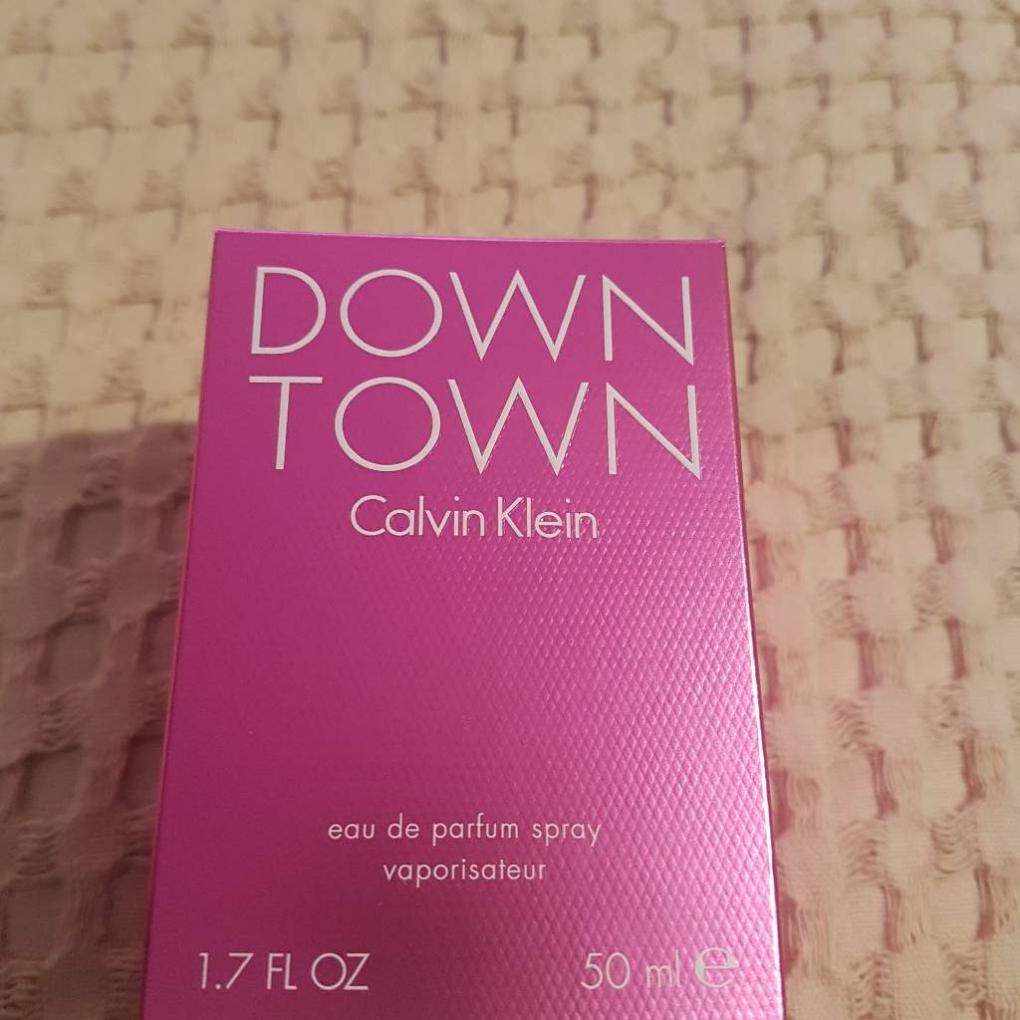 DOWN
TOWN
Calvin Klein
eau de parfum spray
vaporisateur
1.7 FL OZ 50 ml ℮